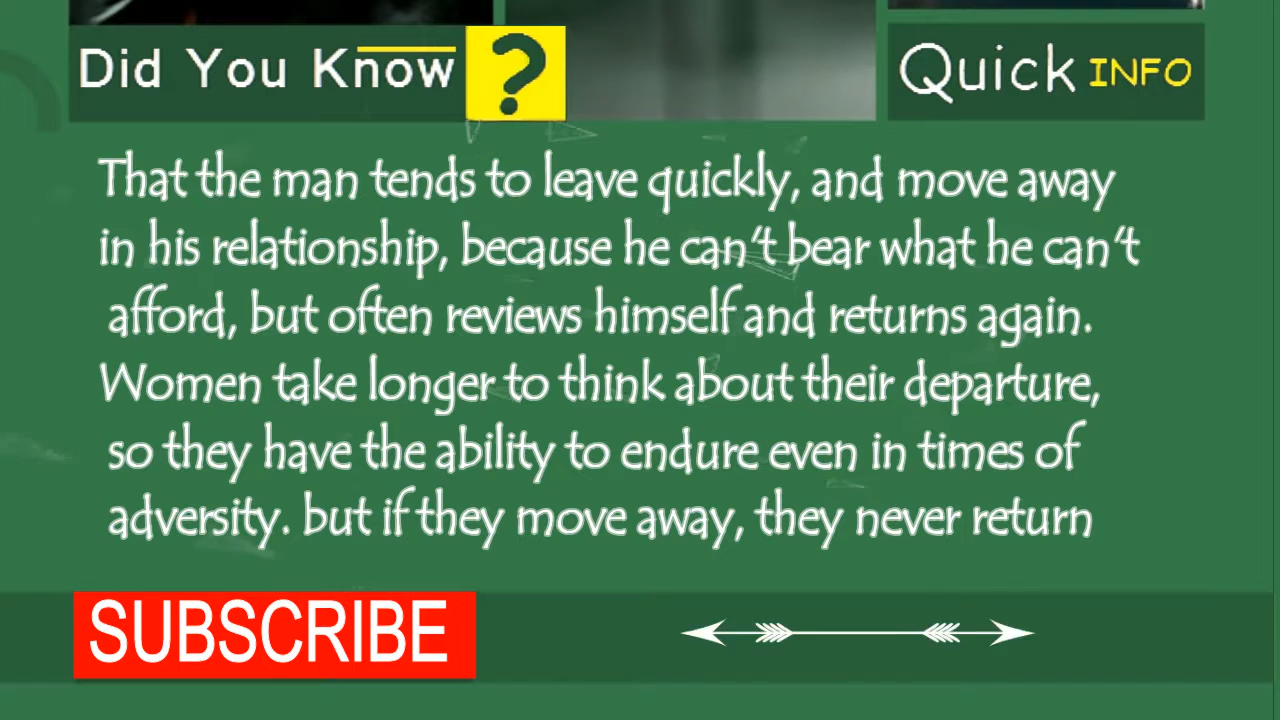 Did You Know ?
Quick INFO
That the man tends to leave quickly, and move away
in his relationship, because he can't bear what he can't
afford, but often reviews himself and returns again.
Women take longer to think about their departure,
so they have the ability to endure even in times of
adversity. but if they move away, they never return
SUBSCRIBE